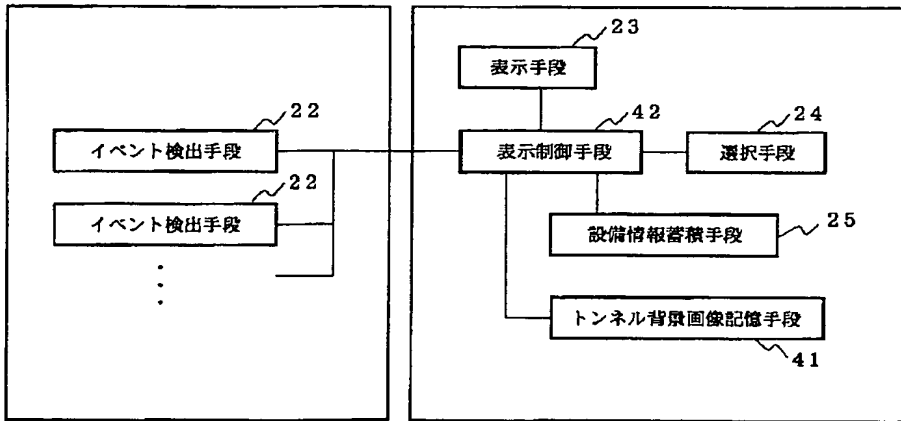 ２３
表示手段
２２
イベント検出手段
４２
表示制御手段
２４
選択手段
２２
イベント検出手段
設備情報蓄積手段
２５
トンネル背景画像記憶手段
４１